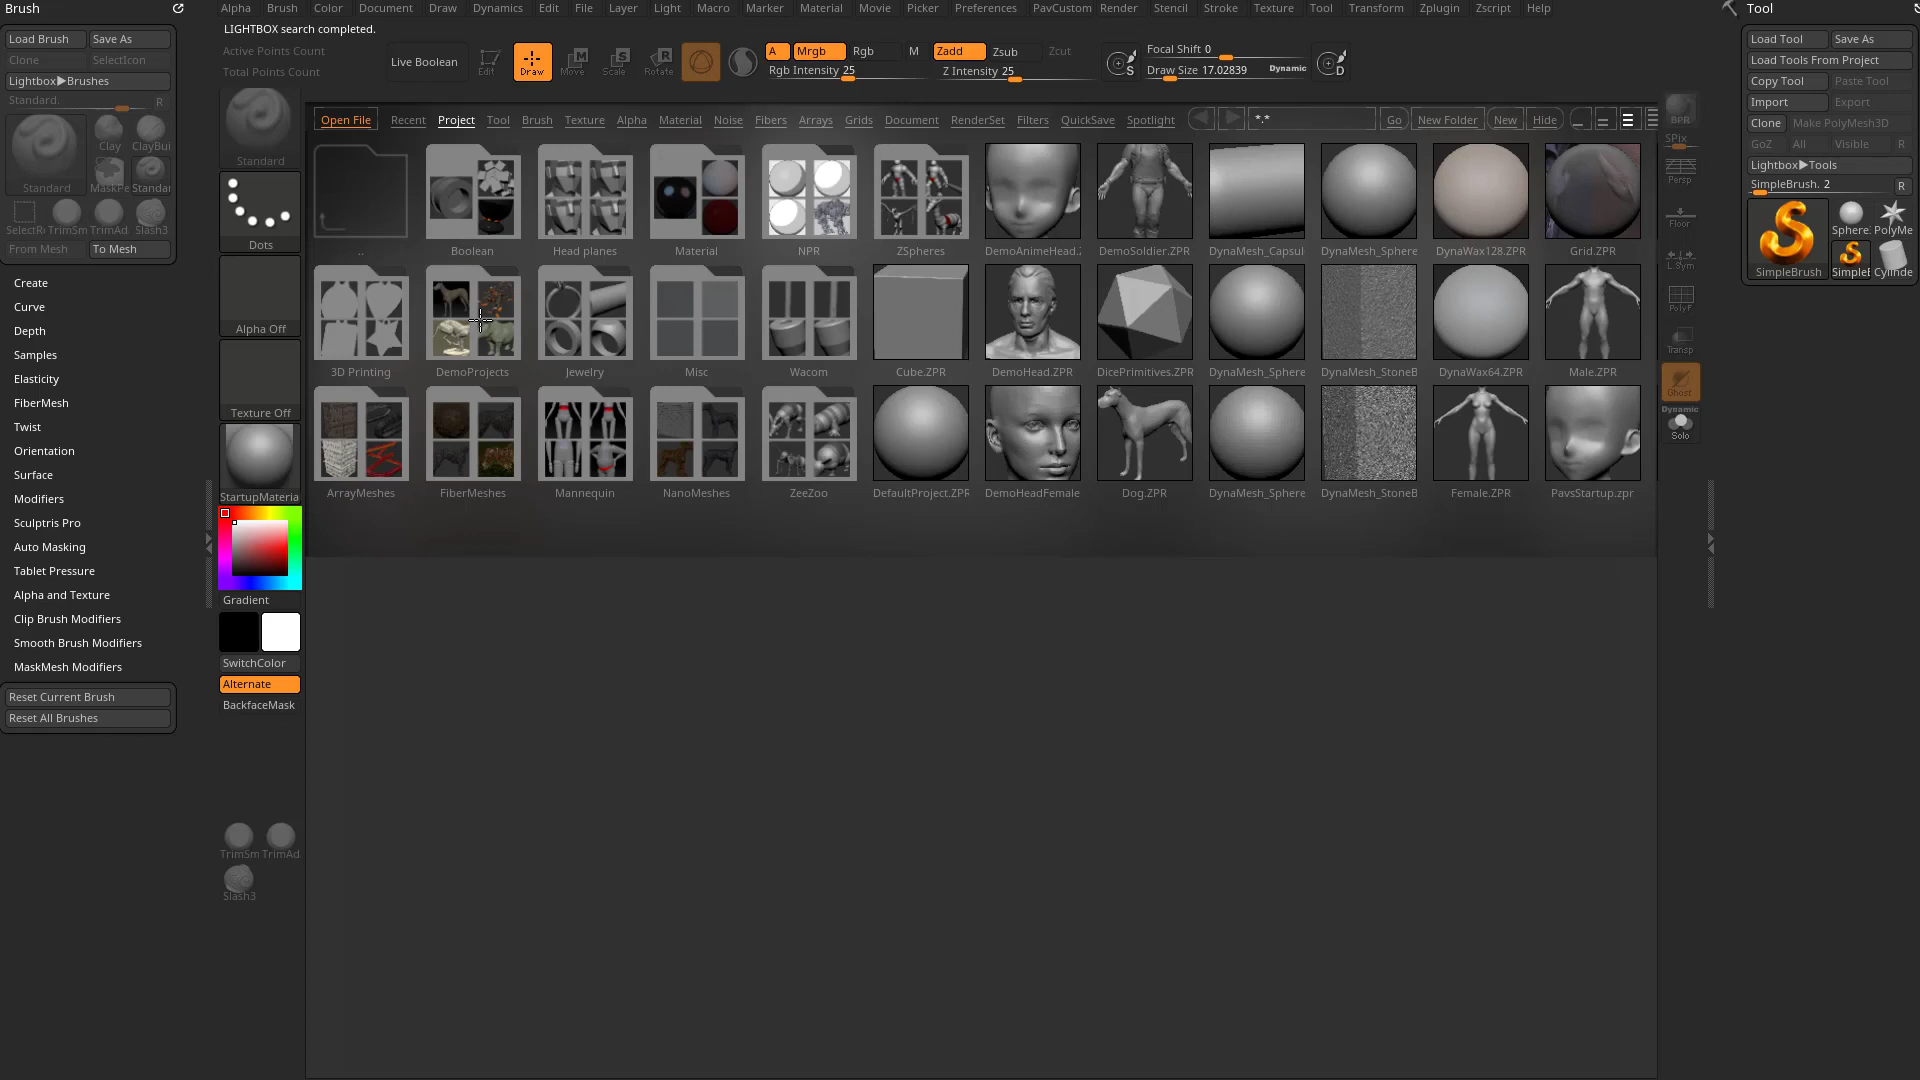 Brush
Alpha Brush Color Document Draw Dynamics Edit File Layer Light Macro Marker Material Movie Picker Preferences PavCustom Render Stencil Stroke Texture Tool Transform Zplugin Zscript Help
Tool
LIGHTBOX search completed.
Load Brush
Save As
Clone
SelectIcon
Lightbox▶Brushes
Standard.
R
Standard
Clay
ClayBui
MaskPe
Standar
SelectR
TrimSm
TrimAd
Slash3
From Mesh
To Mesh
Create
Curve
Depth
Samples
Elasticity
FiberMesh
Twist
Orientation
Surface
Modifiers
Sculptris Pro
Auto Masking
Tablet Pressure
Alpha and Texture
Clip Brush Modifiers
Smooth Brush Modifiers
MaskMesh Modifiers
Reset Current Brush
Reset All Brushes
Active Points Count
Total Points Count
Live Boolean
Edit
Draw
Move
Scale
Rotate
A
Mrgb
Rgb
M
Rgb Intensity 25
Zadd
Zsub
Zcut
Z Intensity 25
S
Focal Shift 0
Draw Size 17.02839
Dynamic
D
Standard
Dots
Alpha Off
Texture Off
StartupMateria
Gradient
SwitchColor
Alternate
BackfaceMask
TrimSm
TrimAd
Slash3
Open File Recent Project Tool Brush Texture Alpha Material Noise Fibers Arrays Grids Document RenderSet Filters QuickSave Spotlight
*.*
Go
New Folder
New
Hide
..
Boolean
Head planes
Material
NPR
ZSpheres
DemoAnimeHead.Z
DemoSoldier.ZPR
DynaMesh_Capsul
DynaMesh_Sphere
DynaWax128.ZPR
Grid.ZPR
3D Printing
DemoProjects
Jewelry
Misc
Wacom
Cube.ZPR
DemoHead.ZPR
DicePrimitives.ZPR
DynaMesh_Sphere
DynaMesh_StoneB
DynaWax64.ZPR
Male.ZPR
ArrayMeshes
FiberMeshes
Mannequin
NanoMeshes
ZeeZoo
DefaultProject.ZPR
DemoHeadFemale
Dog.ZPR
DynaMesh_Sphere
DynaMesh_StoneB
Female.ZPR
PavsStartup.zpr
BPR
SPix
Persp
Floor
L.Sym
PolyF
Transp
Ghost
Dynamic
Solo
Load Tool
Save As
Load Tools From Project
Copy Tool
Paste Tool
Import
Export
Clone
Make PolyMesh3D
GoZ
All
Visible
R
Lightbox▶Tools
SimpleBrush. 2
R
SimpleBrush
Sphere
PolyMe
SimpleB
Cylinde